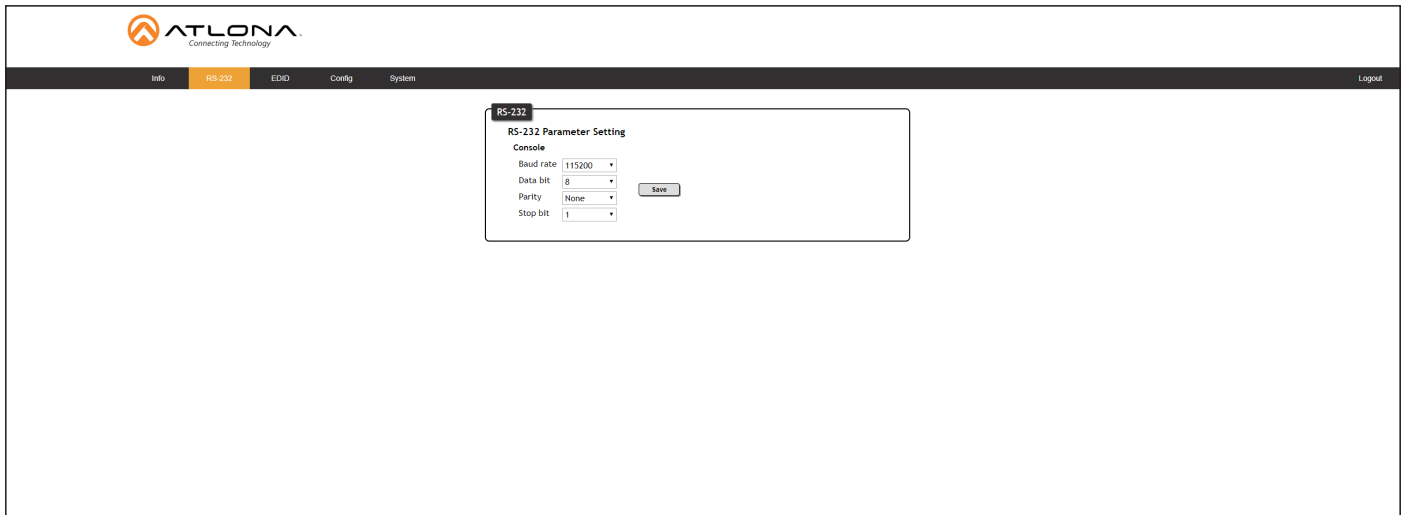 ATLONA.
Connecting Technology
Info RS-232 EDID Config System Logout
RS-232
RS-232 Parameter Setting
Console
Baud rate 115200
Data bit 8
Save
Parity None
Stop bit 1